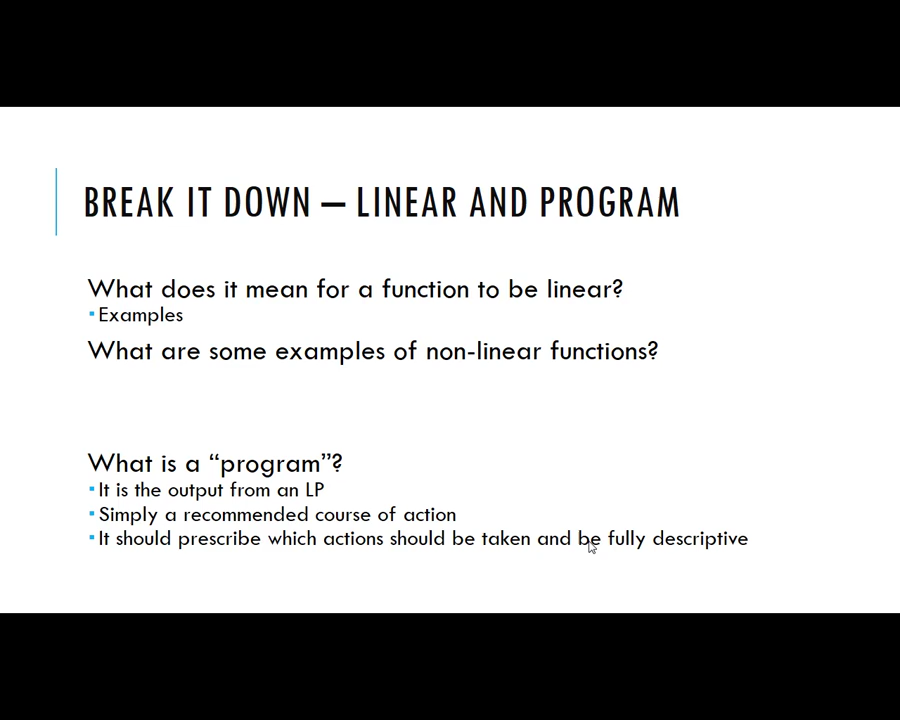 BREAK IT DOWN – LINEAR AND PROGRAM
What does it mean for a function to be linear?
▪ Examples
What are some examples of non-linear functions?
What is a “program”?
▪ It is the output from an LP
▪ Simply a recommended course of action
▪ It should prescribe which actions should be taken and be fully descriptive